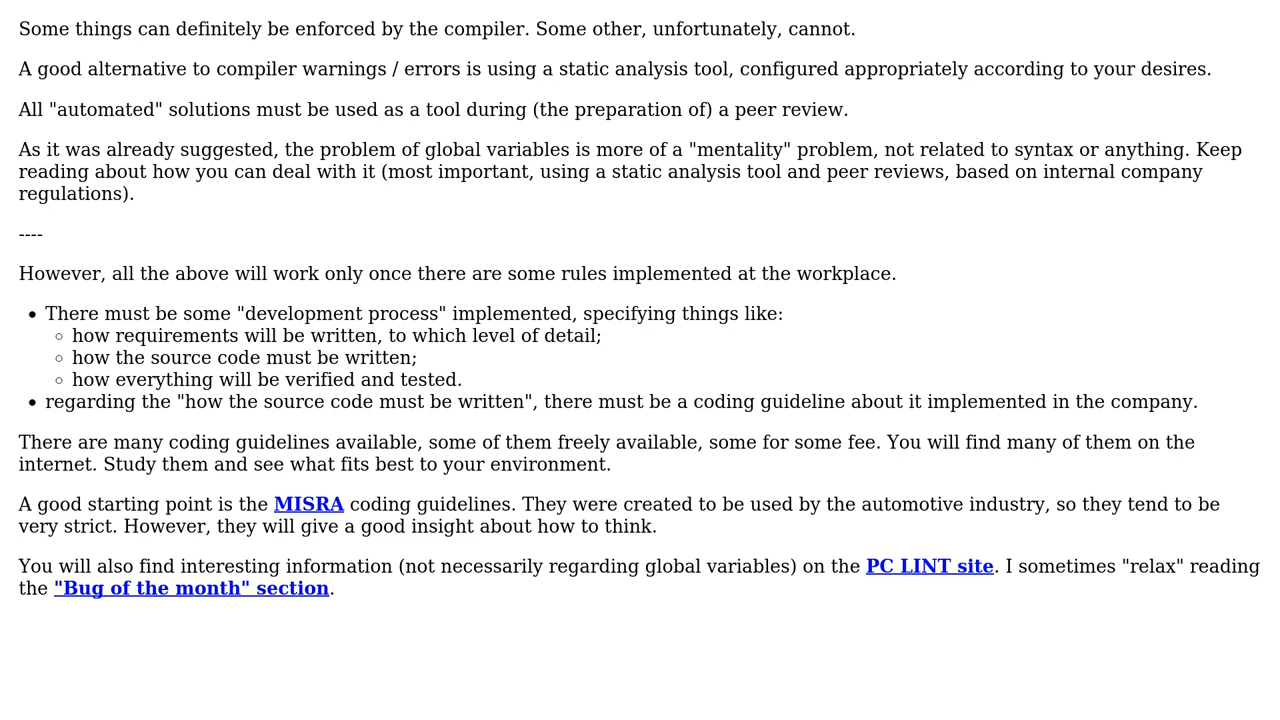 Some things can definitely be enforced by the compiler. Some other, unfortunately, cannot.
A good alternative to compiler warnings / errors is using a static analysis tool, configured appropriately according to your desires.
All "automated" solutions must be used as a tool during (the preparation of) a peer review.
As it was already suggested, the problem of global variables is more of a "mentality" problem, not related to syntax or anything. Keep
reading about how you can deal with it (most important, using a static analysis tool and peer reviews, based on internal company
regulations).
----
However, all the above will work only once there are some rules implemented at the workplace.
• There must be some "development process" implemented, specifying things like:
◦ how requirements will be written, to which level of detail;
◦ how the source code must be written;
◦ how everything will be verified and tested.
• regarding the "how the source code must be written", there must be a coding guideline about it implemented in the company.
There are many coding guidelines available, some of them freely available, some for some fee. You will find many of them on the
internet. Study them and see what fits best to your environment.
A good starting point is the MISRA coding guidelines. They were created to be used by the automotive industry, so they tend to be
very strict. However, they will give a good insight about how to think.
You will also find interesting information (not necessarily regarding global variables) on the PC LINT site. I sometimes "relax" reading
the "Bug of the month" section.